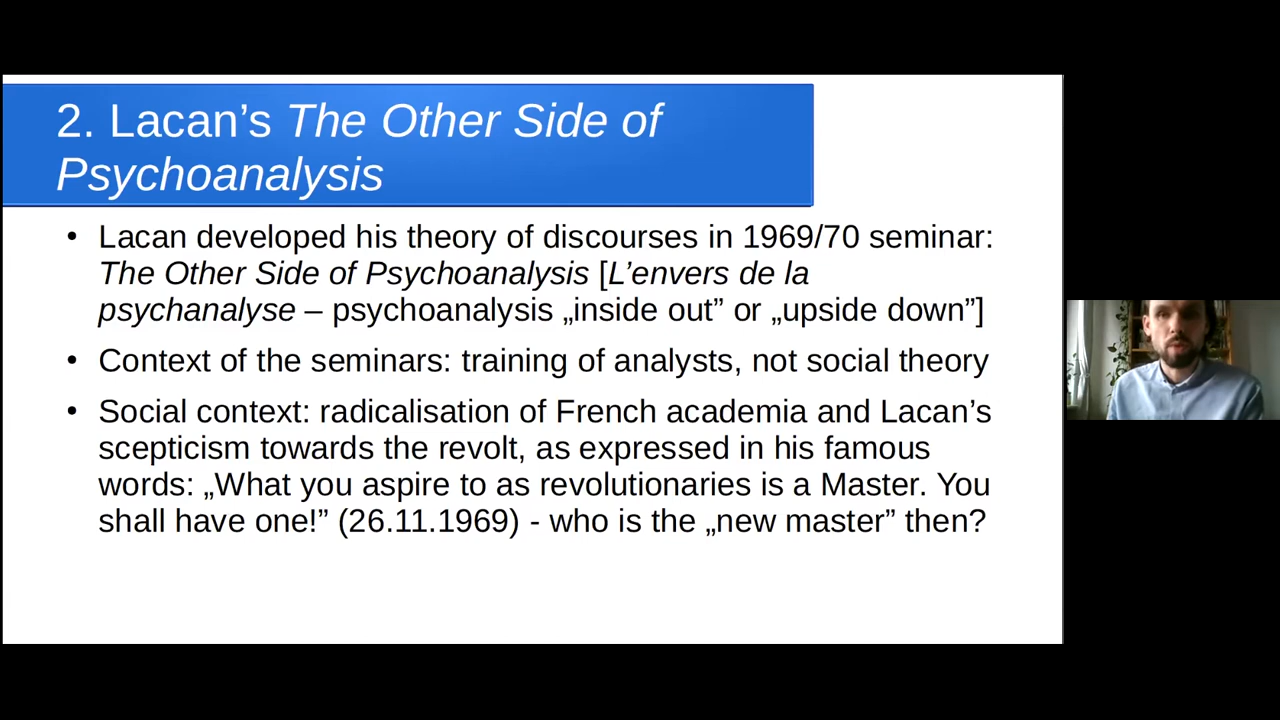 2. Lacan’s The Other Side of
Psychoanalysis
• Lacan developed his theory of discourses in 1969/70 seminar:
The Other Side of Psychoanalysis [L’envers de la
psychanalyse – psychoanalysis „inside out” or „upside down”]
• Context of the seminars: training of analysts, not social theory
• Social context: radicalisation of French academia and Lacan’s
scepticism towards the revolt, as expressed in his famous
words: „What you aspire to as revolutionaries is a Master. You
shall have one!” (26.11.1969) - who is the „new master” then?